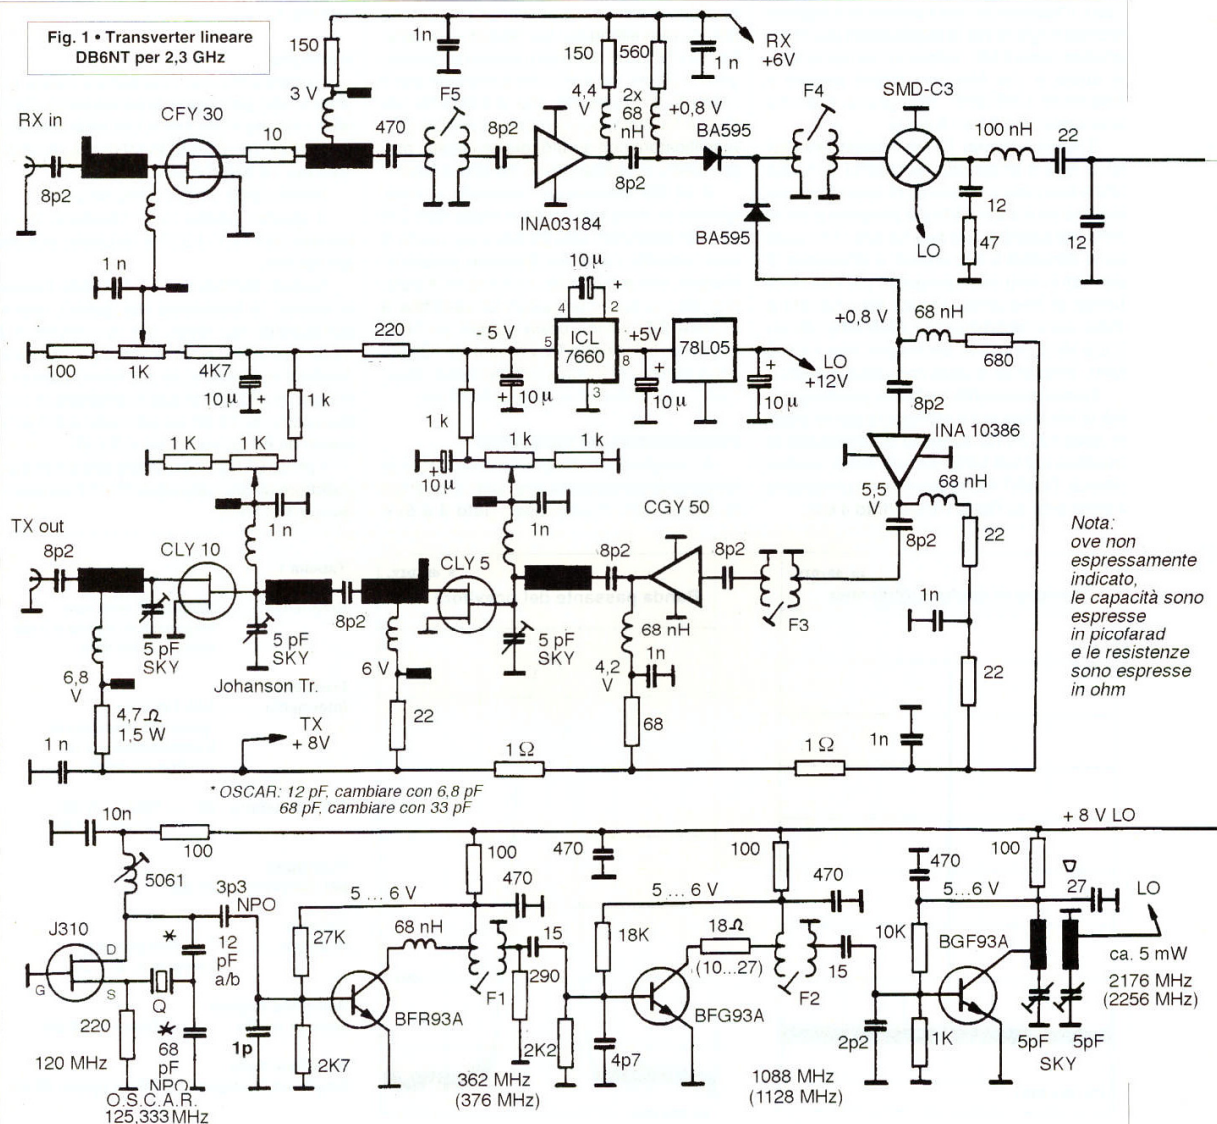 Fig. 1 • Transverter lineare
DB6NT per 2,3 GHz
150
1n
150
560
RX
+6V
1 n
3 V
4,4
V
2x
68
nH
+0,8 V
F5
F4
SMD-C3
RX in
CFY 30
10
470
8p2
BA595
100 nH
22
8p2
8p2
INA03184
BA595
LO
12
47
12
1 n
10 µ
+
4
2
68 nH
+0,8 V
220
- 5 V
5
ICL
7660
8
3
+5V
78L05
LO
+12V
680
100
1K
4K7
10 µ
+
+
10 µ
+
10 µ
+
10 µ
8p2
1 k
1 k
1 K
1 K
1 k
1 k
+
10 µ
INA 10386
1 n
1n
CGY 50
5,5
V
68 nH
TX out
8p2
CLY 10
CLY 5
8p2
8p2
8p2
22
Nota:
ove non
espressamente
indicato,
le capacità sono
espresse
in picofarad
e le resistenze
sono espresse
in ohm
8p2
F3
1n
5 pF
SKY
5 pF
SKY
5 pF
SKY
68 nH
6,8
V
6 V
4,2
V
1n
22
Johanson Tr.
4,7Ω
1,5 W
TX
+ 8V
22
68
1 n
1 Ω
1 Ω
1n
* OSCAR: 12 pF, cambiare con 6,8 pF
68 pF, cambiare con 33 pF
10n
+ 8 V LO
100
100
470
100
470
100
5061
3p3
NPO
5 ... 6 V
470
5 ... 6 V
470
5...6 V
27
LO
J310
D
*
12
pF
a/b
27K
68 nH
15
18K
18Ω
(10...27)
10K
BGF93A
ca. 5 mW
G
S
Q
290
15
2176 MHz
(2256 MHz)
220
*
68
pF
NPO
F1
F2
BFR93A
BFG93A
120 MHz
1p
2K7
2K2
4p7
2p2
1K
5pF
5pF
SKY
362 MHz
(376 MHz)
1088 MHz
(1128 MHz)
O.S.C.A.R.
125,333 MHz